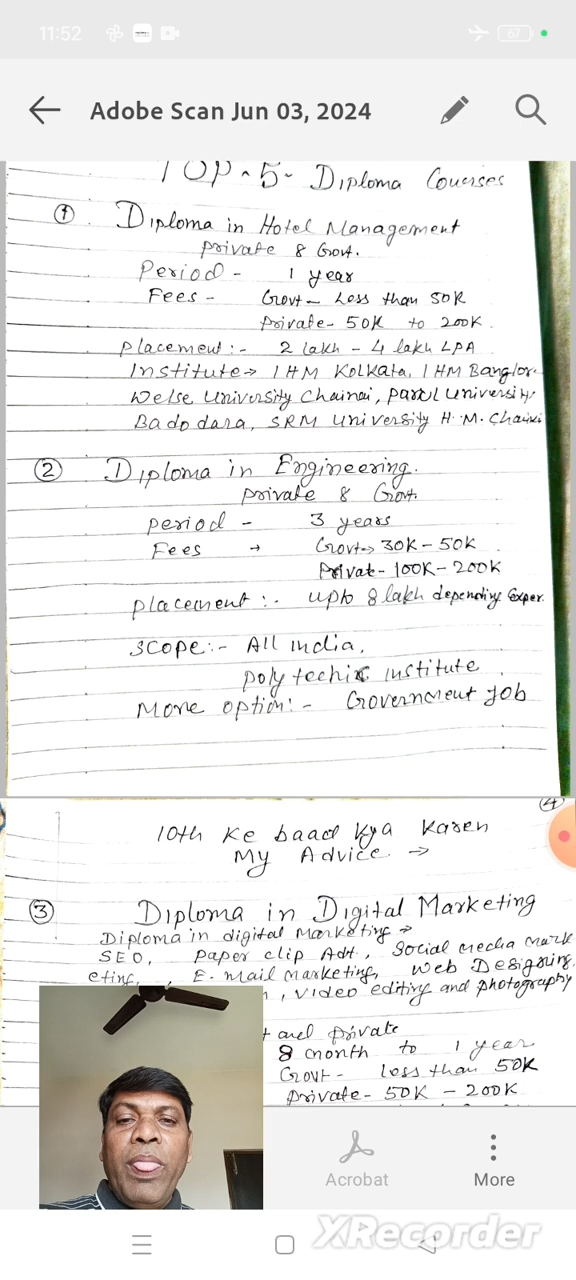 11:52
67
Adobe Scan Jun 03, 2024
TOP-5- Diploma Courses
① Diploma in Hotel Management
private & Govt.
Period - 1 year
Fees - Govt- Less than 50K
Private- 50K to 200K.
Placement:- 2 lakh - 4 lakh LPA
Institute→ IHM Kolkata, IHM Banglore
Welse University Chainai, Parul University
Badodara, SRM University H.M. Chainai
② Diploma in Engineering.
private & Govt.
period - 3 years
Fees → Govt→ 30K-50K.
Privat- 100K-200K
Placement:- upto 8 lakh depending Exper.
Scope:- All India,
Poly techic institute
More option:- Government job
④
10th ke baad kya Karen
My Advice →
③ Diploma in Digital Marketing
Diploma in digital Marketing →
SEO, Paper clip Adt, Social media mark
eting, E-mail marketing, Web Designing,
, video editing and photography
and private
8 month to 1 year
Govt- Less than 50K
private- 50K - 200K
Acrobat
More
XRecorder